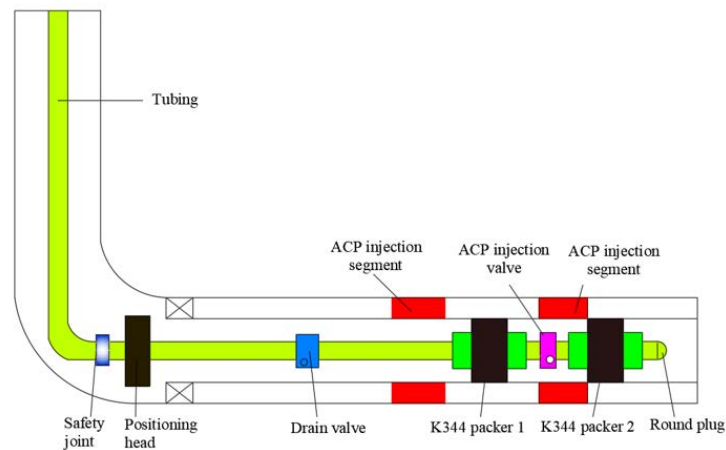 Tubing
ACP injection
segment
ACP injection
valve
ACP injection
segment
Safety
joint
Positioning
head
Drain valve
K344 packer 1
K344 packer 2
Round plug